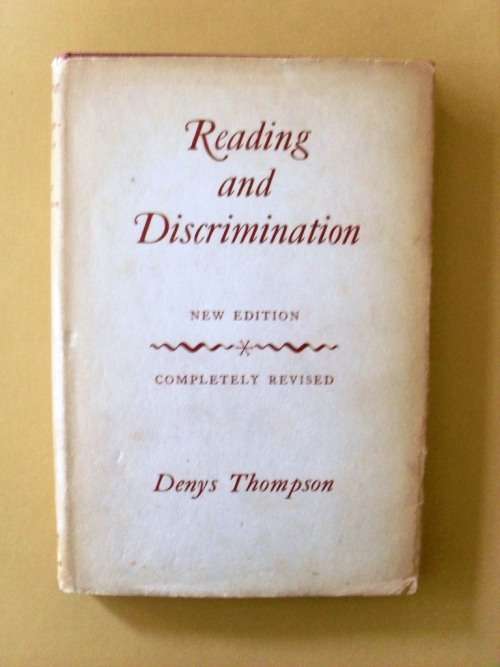 Reading
and
Discrimination
NEW EDITION
COMPLETELY REVISED
Denys Thompson